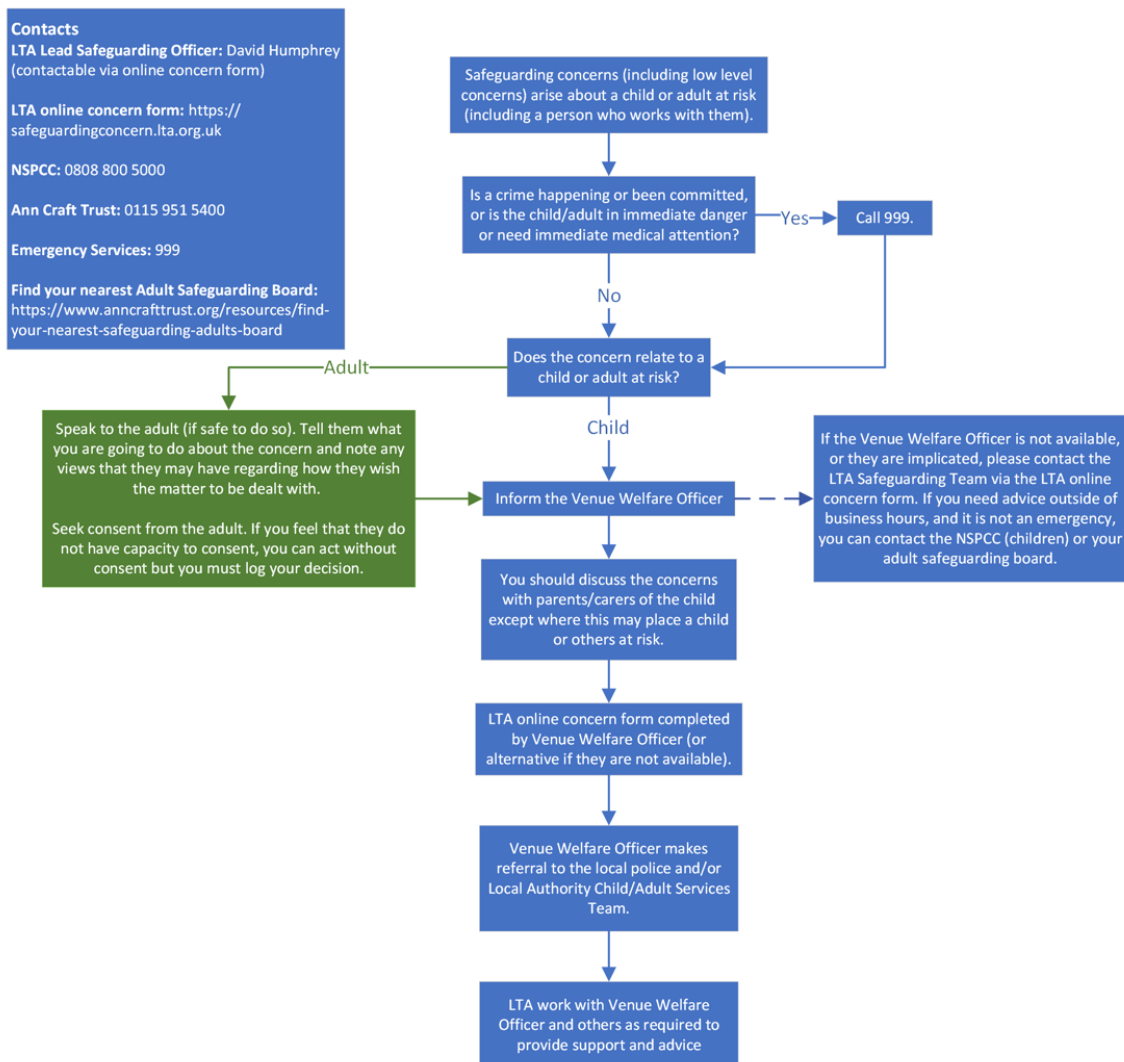 Contacts
LTA Lead Safeguarding Officer: David Humphrey
(contactable via online concern form)
LTA online concern form: https://
safeguardingconcern.lta.org.uk
NSPCC: 0808 800 5000
Ann Craft Trust: 0115 951 5400
Emergency Services: 999
Find your nearest Adult Safeguarding Board:
https://www.anncrafttrust.org/resources/find-
your-nearest-safeguarding-adults-board
Safeguarding concerns (including low level
concerns) arise about a child or adult at risk
(including a person who works with them).
Is a crime happening or been committed,
or is the child/adult in immediate danger
or need immediate medical attention?
Yes
Call 999.
No
Does the concern relate to a
child or adult at risk?
Adult
Child
Speak to the adult (if safe to do so). Tell them what
you are going to do about the concern and note any
views that they may have regarding how they wish
the matter to be dealt with.
Seek consent from the adult. If you feel that they do
not have capacity to consent, you can act without
consent but you must log your decision.
Inform the Venue Welfare Officer
If the Venue Welfare Officer is not available,
or they are implicated, please contact the
LTA Safeguarding Team via the LTA online
concern form. If you need advice outside of
business hours, and it is not an emergency,
you can contact the NSPCC (children) or your
adult safeguarding board.
You should discuss the concerns
with parents/carers of the child
except where this may place a child
or others at risk.
LTA online concern form completed
by Venue Welfare Officer (or
alternative if they are not available).
Venue Welfare Officer makes
referral to the local police and/or
Local Authority Child/Adult Services
Team.
LTA work with Venue Welfare
Officer and others as required to
provide support and advice